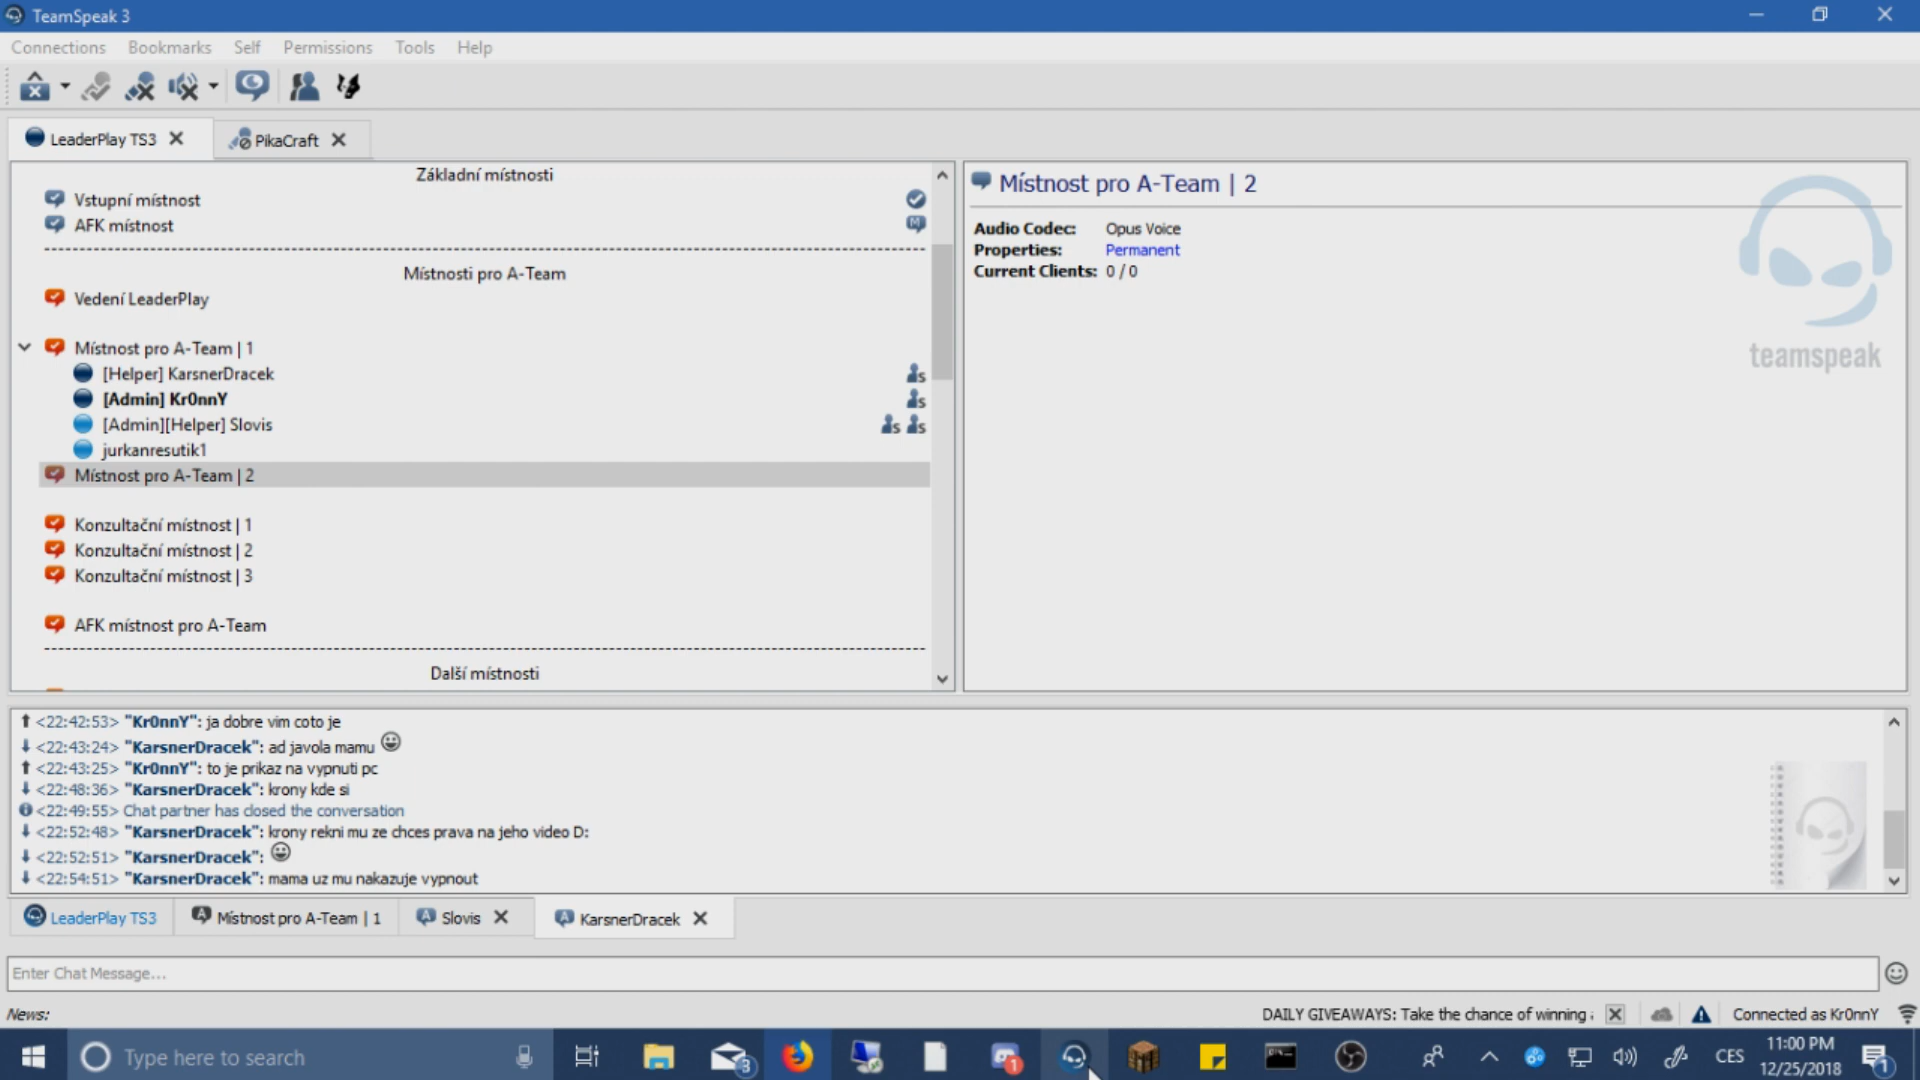 TeamSpeak 3
Connections Bookmarks Self Permissions Tools Help
LeaderPlay TS3 PikaCraft
Základní místnosti
Vstupní místnost
AFK místnost
Místnosti pro A-Team
Vedení LeaderPlay
Místnost pro A-Team | 1
[Helper] KarsnerDracek
[Admin] Kr0nnY
[Admin][Helper] Slovis
jurkanresutik1
Místnost pro A-Team | 2
Konzultační místnost | 1
Konzultační místnost | 2
Konzultační místnost | 3
AFK místnost pro A-Team
Další místnosti
Místnost pro A-Team | 2
Audio Codec: Opus Voice
Properties: Permanent
Current Clients: 0 / 0
teamspeak
<22:42:53> "Kr0nnY": ja dobre vim coto je
<22:43:24> "KarsnerDracek": ad javola mamu
<22:43:25> "Kr0nnY": to je prikaz na vypnuti pc
<22:48:36> "KarsnerDracek": krony kde si
<22:49:55> Chat partner has closed the conversation
<22:52:48> "KarsnerDracek": krony rekni mu ze chces prava na jeho video D:
<22:52:51> "KarsnerDracek":
<22:54:51> "KarsnerDracek": mama uz mu nakazuje vypnout
LeaderPlay TS3 Místnost pro A-Team | 1 Slovis KarsnerDracek
Enter Chat Message...
News: DAILY GIVEAWAYS: Take the chance of winning Connected as Kr0nnY
Type here to search 3 1 CES 11:00 PM 1
12/25/2018